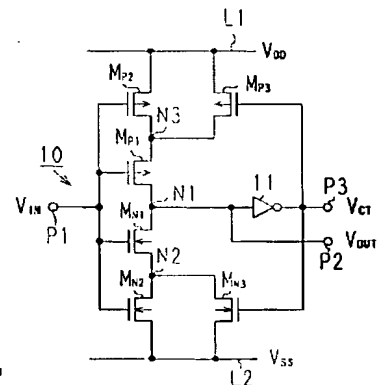 L1
VDD
MP2
MP3
N3
MP1
10
N1
11
P3
VIN
VCT
P1
MN1
VOUT
N2
P2
MN2
MN3
VSS
L2